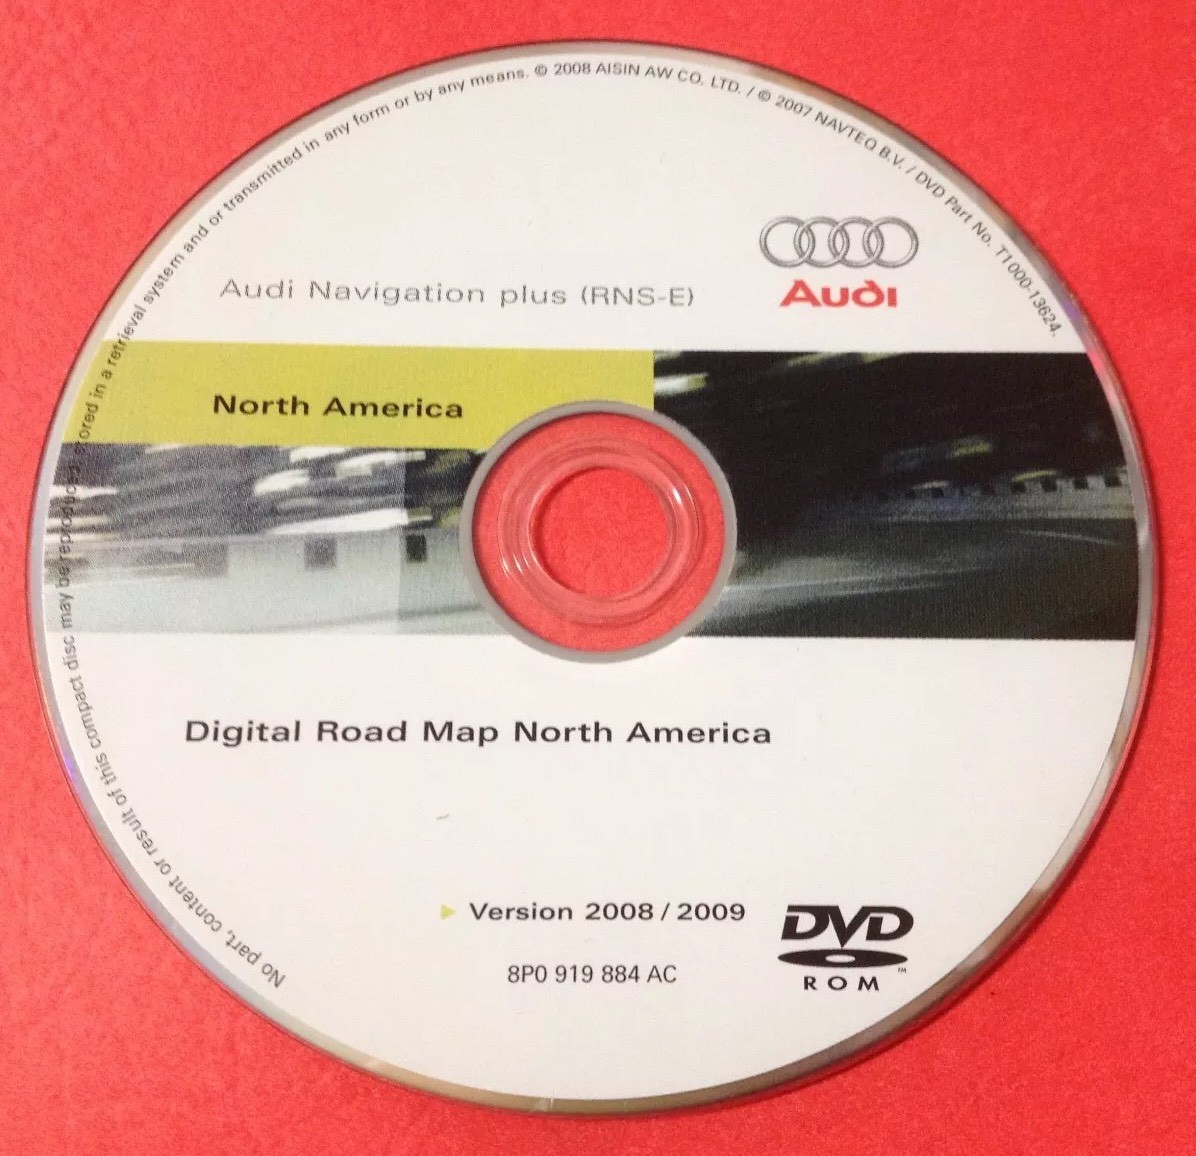 No part, content or result of this compact disc may be reproduced, stored in a retrieval system and or transmitted in any form or by any means. © 2008 AISIN AW CO. LTD. / © 2007 NAVTEQ B.V. / DVD Part No. T1000-13624.
Audi Navigation plus (RNS-E)
Audi
North America
Digital Road Map North America
Version 2008 / 2009
8P0 919 884 AC
DVD
ROM
TM